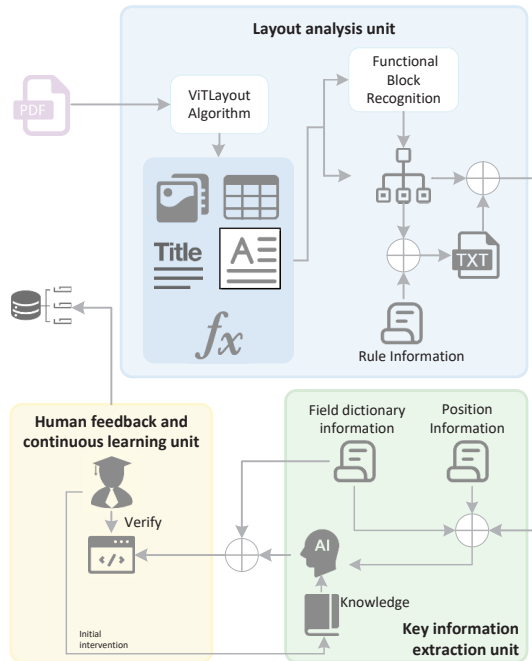 Layout analysis unit
PDF
ViTLayout
Algorithm
Functional
Block
Recognition
Title
A
fx
TXT
Rule Information
Human feedback and
continuous learning unit
Verify
</>
Initial
intervention
Field dictionary
information
Position
Information
AI
Knowledge
Key information
extraction unit